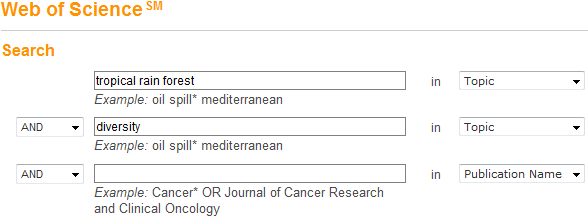 Web of Science SM
Search
tropical rain forest in Topic
Example: oil spill* mediterranean
AND diversity in Topic
Example: oil spill* mediterranean
AND in Publication Name
Example: Cancer* OR Journal of Cancer Research
and Clinical Oncology